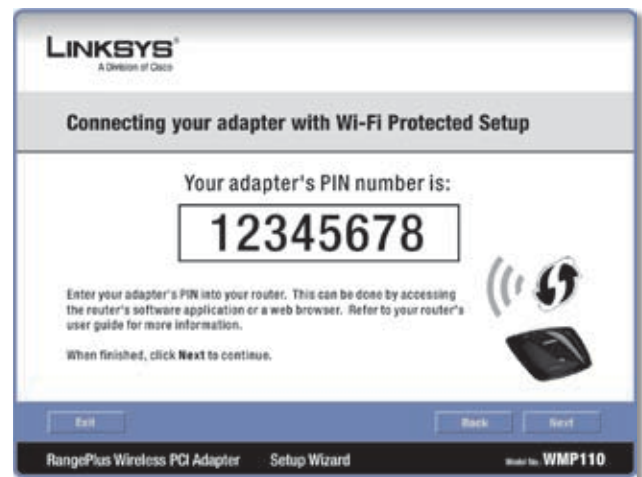 LINKSYS®
A Division of Cisco
Connecting your adapter with Wi-Fi Protected Setup
Your adapter's PIN number is:
12345678
Enter your adapter's PIN into your router. This can be done by accessing
the router's software application or a web browser. Refer to your router's
user guide for more information.
When finished, click Next to continue.
Exit
Back
Next
RangePlus Wireless PCI Adapter Setup Wizard
Model No. WMP110